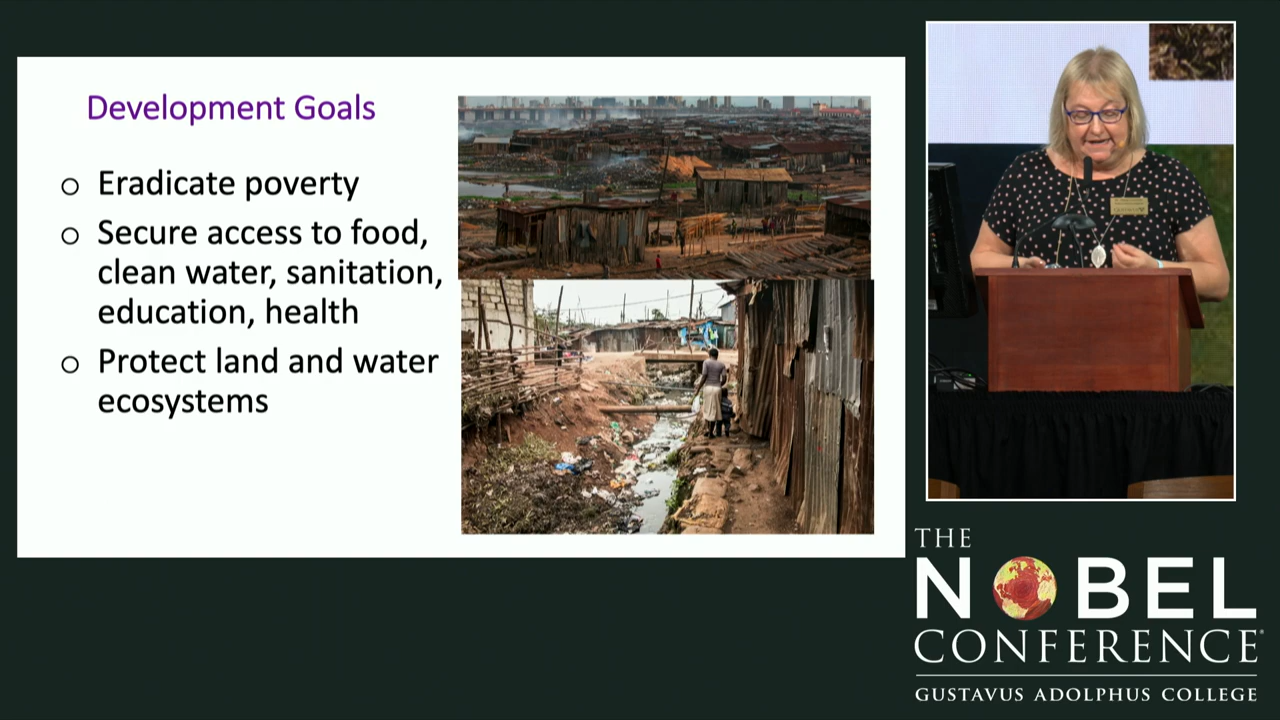 Development Goals
Eradicate poverty
Secure access to food,
clean water, sanitation,
education, health
Protect land and water
ecosystems
THE
NOBEL
CONFERENCE®
GUSTAVUS ADOLPHUS COLLEGE